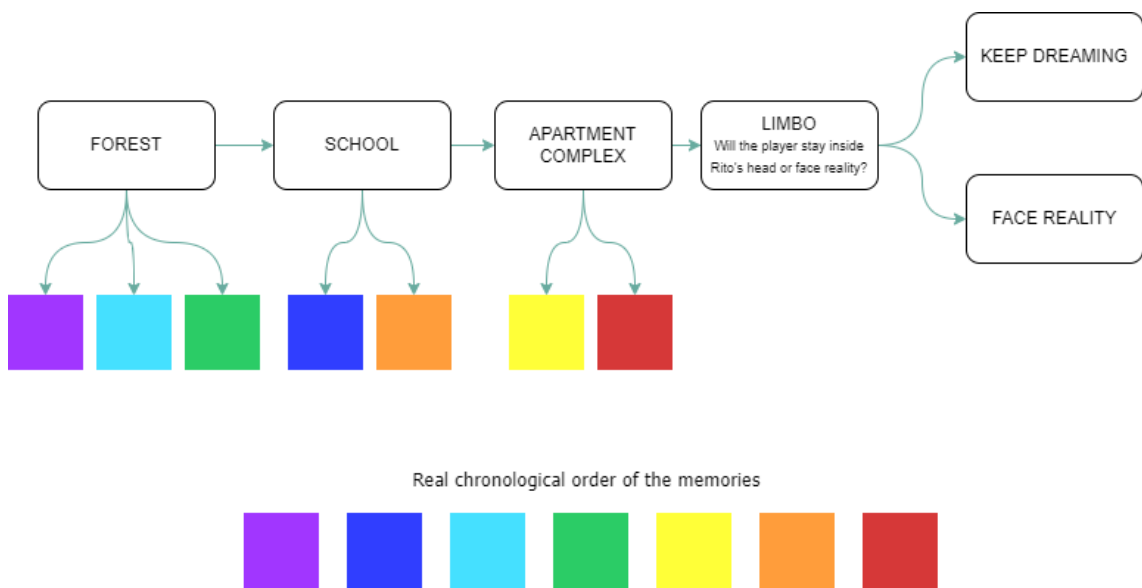 FOREST
SCHOOL
APARTMENT
COMPLEX
LIMBO
Will the player stay inside
Rito's head or face reality?
KEEP DREAMING
FACE REALITY
Real chronological order of the memories